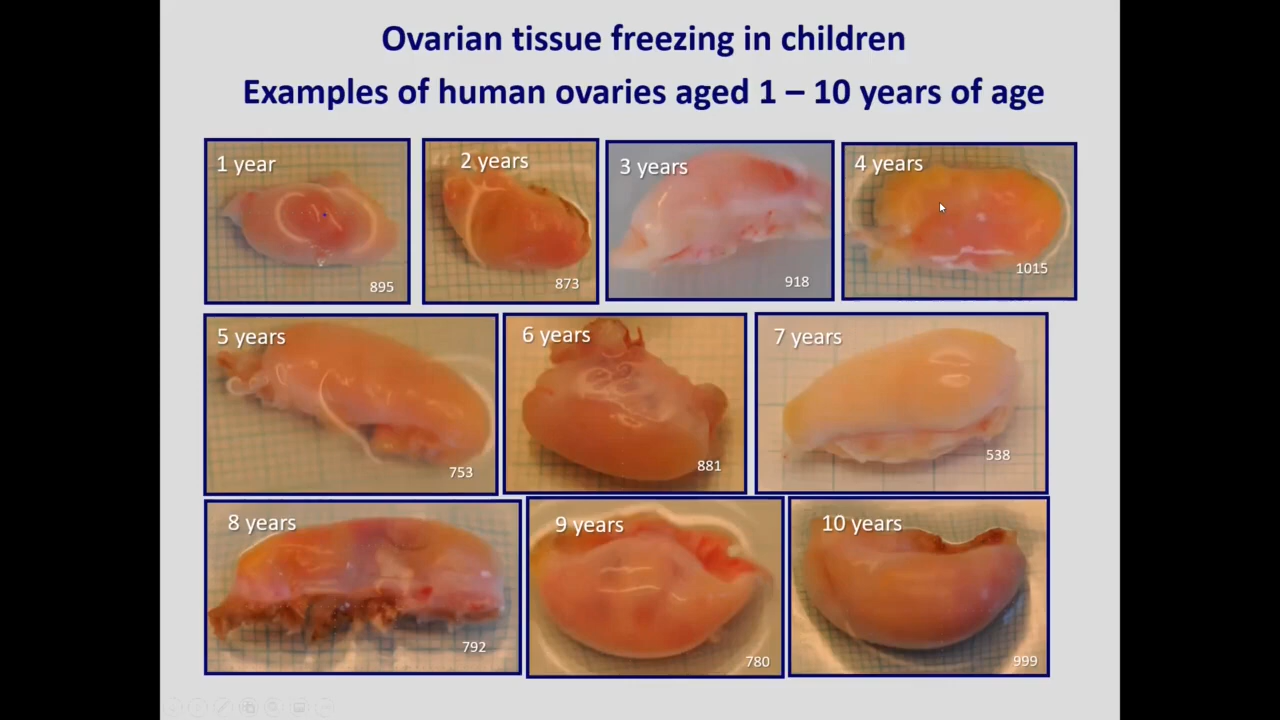 Ovarian tissue freezing in children
Examples of human ovaries aged 1 – 10 years of age
1 year
895
2 years
873
3 years
918
4 years
1015
5 years
753
6 years
881
7 years
538
8 years
792
9 years
780
10 years
999